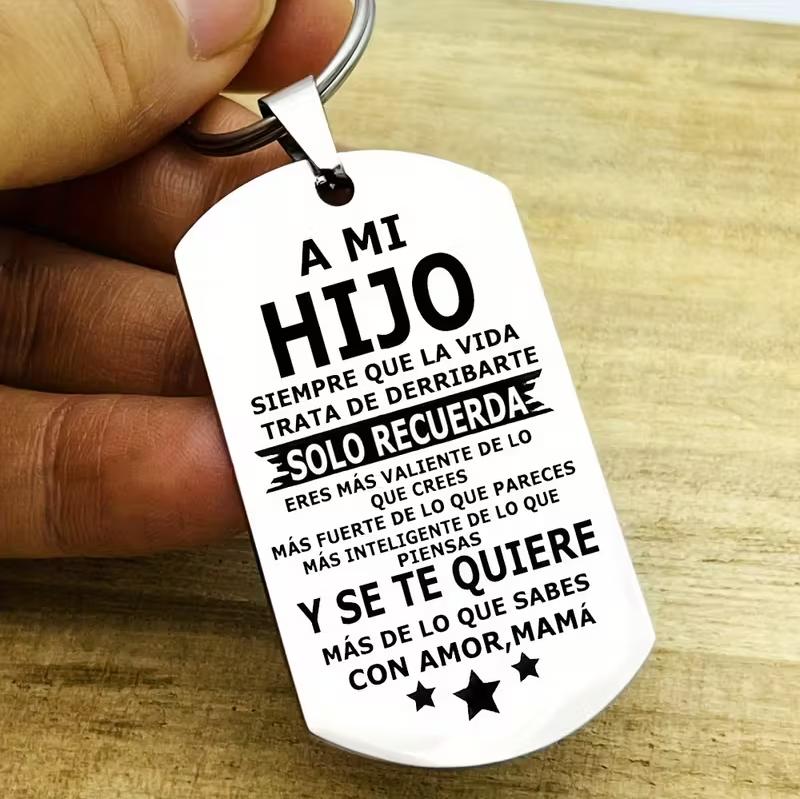 A MI
HIJO
SIEMPRE QUE LA VIDA
TRATA DE DERRIBARTE
SOLO RECUERDA
ERES MÁS VALIENTE DE LO
QUE CREES
MÁS FUERTE DE LO QUE PARECES
MÁS INTELIGENTE DE LO QUE
PIENSAS
Y SE TE QUIERE
MÁS DE LO QUE SABES
CON AMOR,MAMÁ